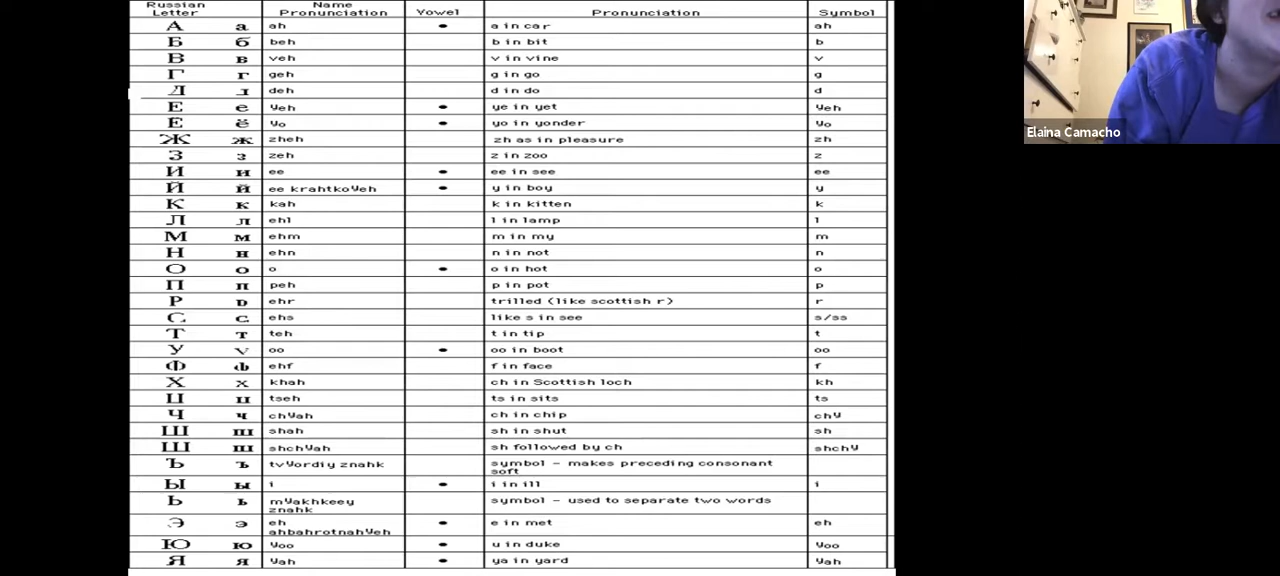 Russian Letter Name Pronunciation Vowel Pronunciation Symbol
А а ah • a in car ah
Б б beh b in bit b
В в veh v in vine v
Г г geh g in go g
Д д deh d in do d
Е е yeh • ye in yet yeh
Е ё yo • yo in yonder yo
Ж ж zheh zh as in pleasure zh
З з zeh z in zoo z
И и ee • ee in see ee
Й й ee krahtkoyeh • y in boy y
К к kah k in kitten k
Л л ehl l in lamp l
М м ehm m in my m
Н н ehn n in not n
О о o • o in hot o
П п peh p in pot p
Р р ehr trilled (like scottish r) r
С с ehs like s in see s/ss
Т т teh t in tip t
У у oo • oo in boot oo
Ф ф ehf f in face f
Х х khah ch in Scottish loch kh
Ц ц tseh ts in sits ts
Ч ч chyah ch in chip chy
Ш ш shah sh in shut sh
Щ щ shchyah sh followed by ch shchy
Ъ ъ tvyordiy znahk symbol – makes preceding consonant soft
Ы ы i • i in ill i
Ь ь myakhkeey znahk symbol – used to separate two words
Э э eh ahbahrotnahyeh • e in met eh
Ю ю yoo • u in duke yoo
Я я yah • ya in yard yah
Elaina Camacho